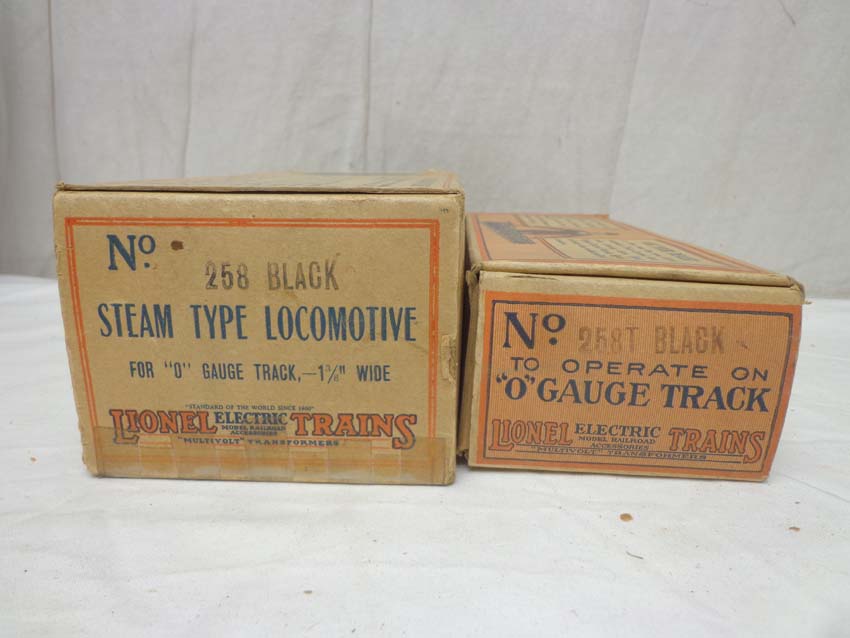 No. 258 BLACK
STEAM TYPE LOCOMOTIVE
FOR "O" GAUGE TRACK,—1⅜" WIDE
"STANDARD OF THE WORLD SINCE 1900"
LIONEL ELECTRIC TRAINS
MODEL RAILROAD
ACCESSORIES
"MULTIVOLT" TRANSFORMERS
No. 258T BLACK
TO OPERATE ON
"O" GAUGE TRACK
LIONEL ELECTRIC TRAINS
MODEL RAILROAD
ACCESSORIES
"MULTIVOLT" TRANSFORMERS